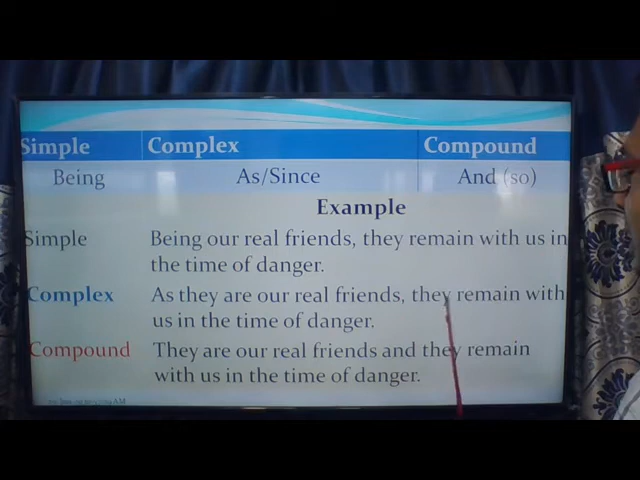 Simple Complex Compound
Being As/Since And (so)
Example
Simple Being our real friends, they remain with us in
the time of danger.
Complex As they are our real friends, they remain with
us in the time of danger.
Compound They are our real friends and they remain
with us in the time of danger.
AM